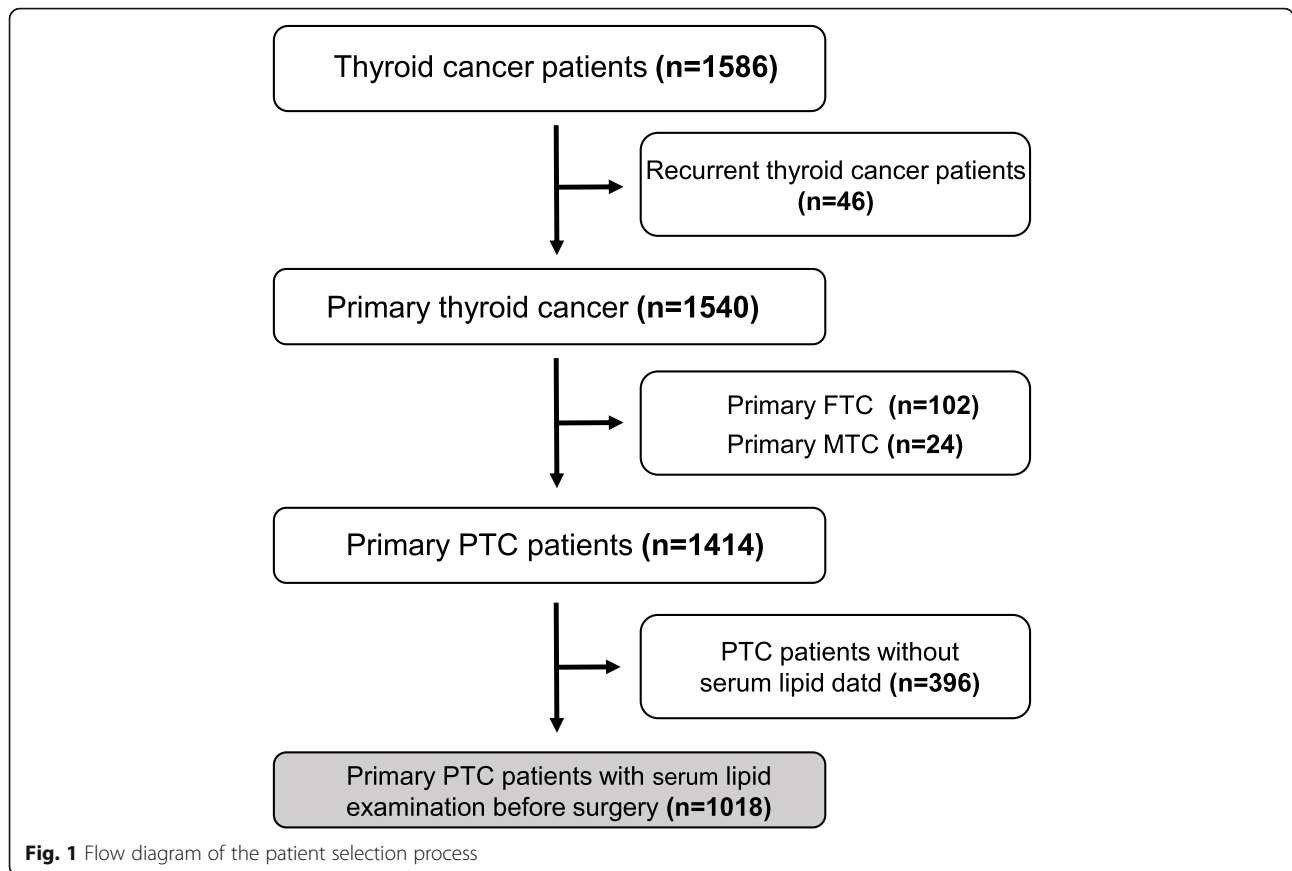 Thyroid cancer patients (n=1586)
Recurrent thyroid cancer patients
(n=46)
Primary thyroid cancer (n=1540)
Primary FTC (n=102)
Primary MTC (n=24)
Primary PTC patients (n=1414)
PTC patients without
serum lipid datd (n=396)
Primary PTC patients with serum lipid
examination before surgery (n=1018)
Fig. 1 Flow diagram of the patient selection process